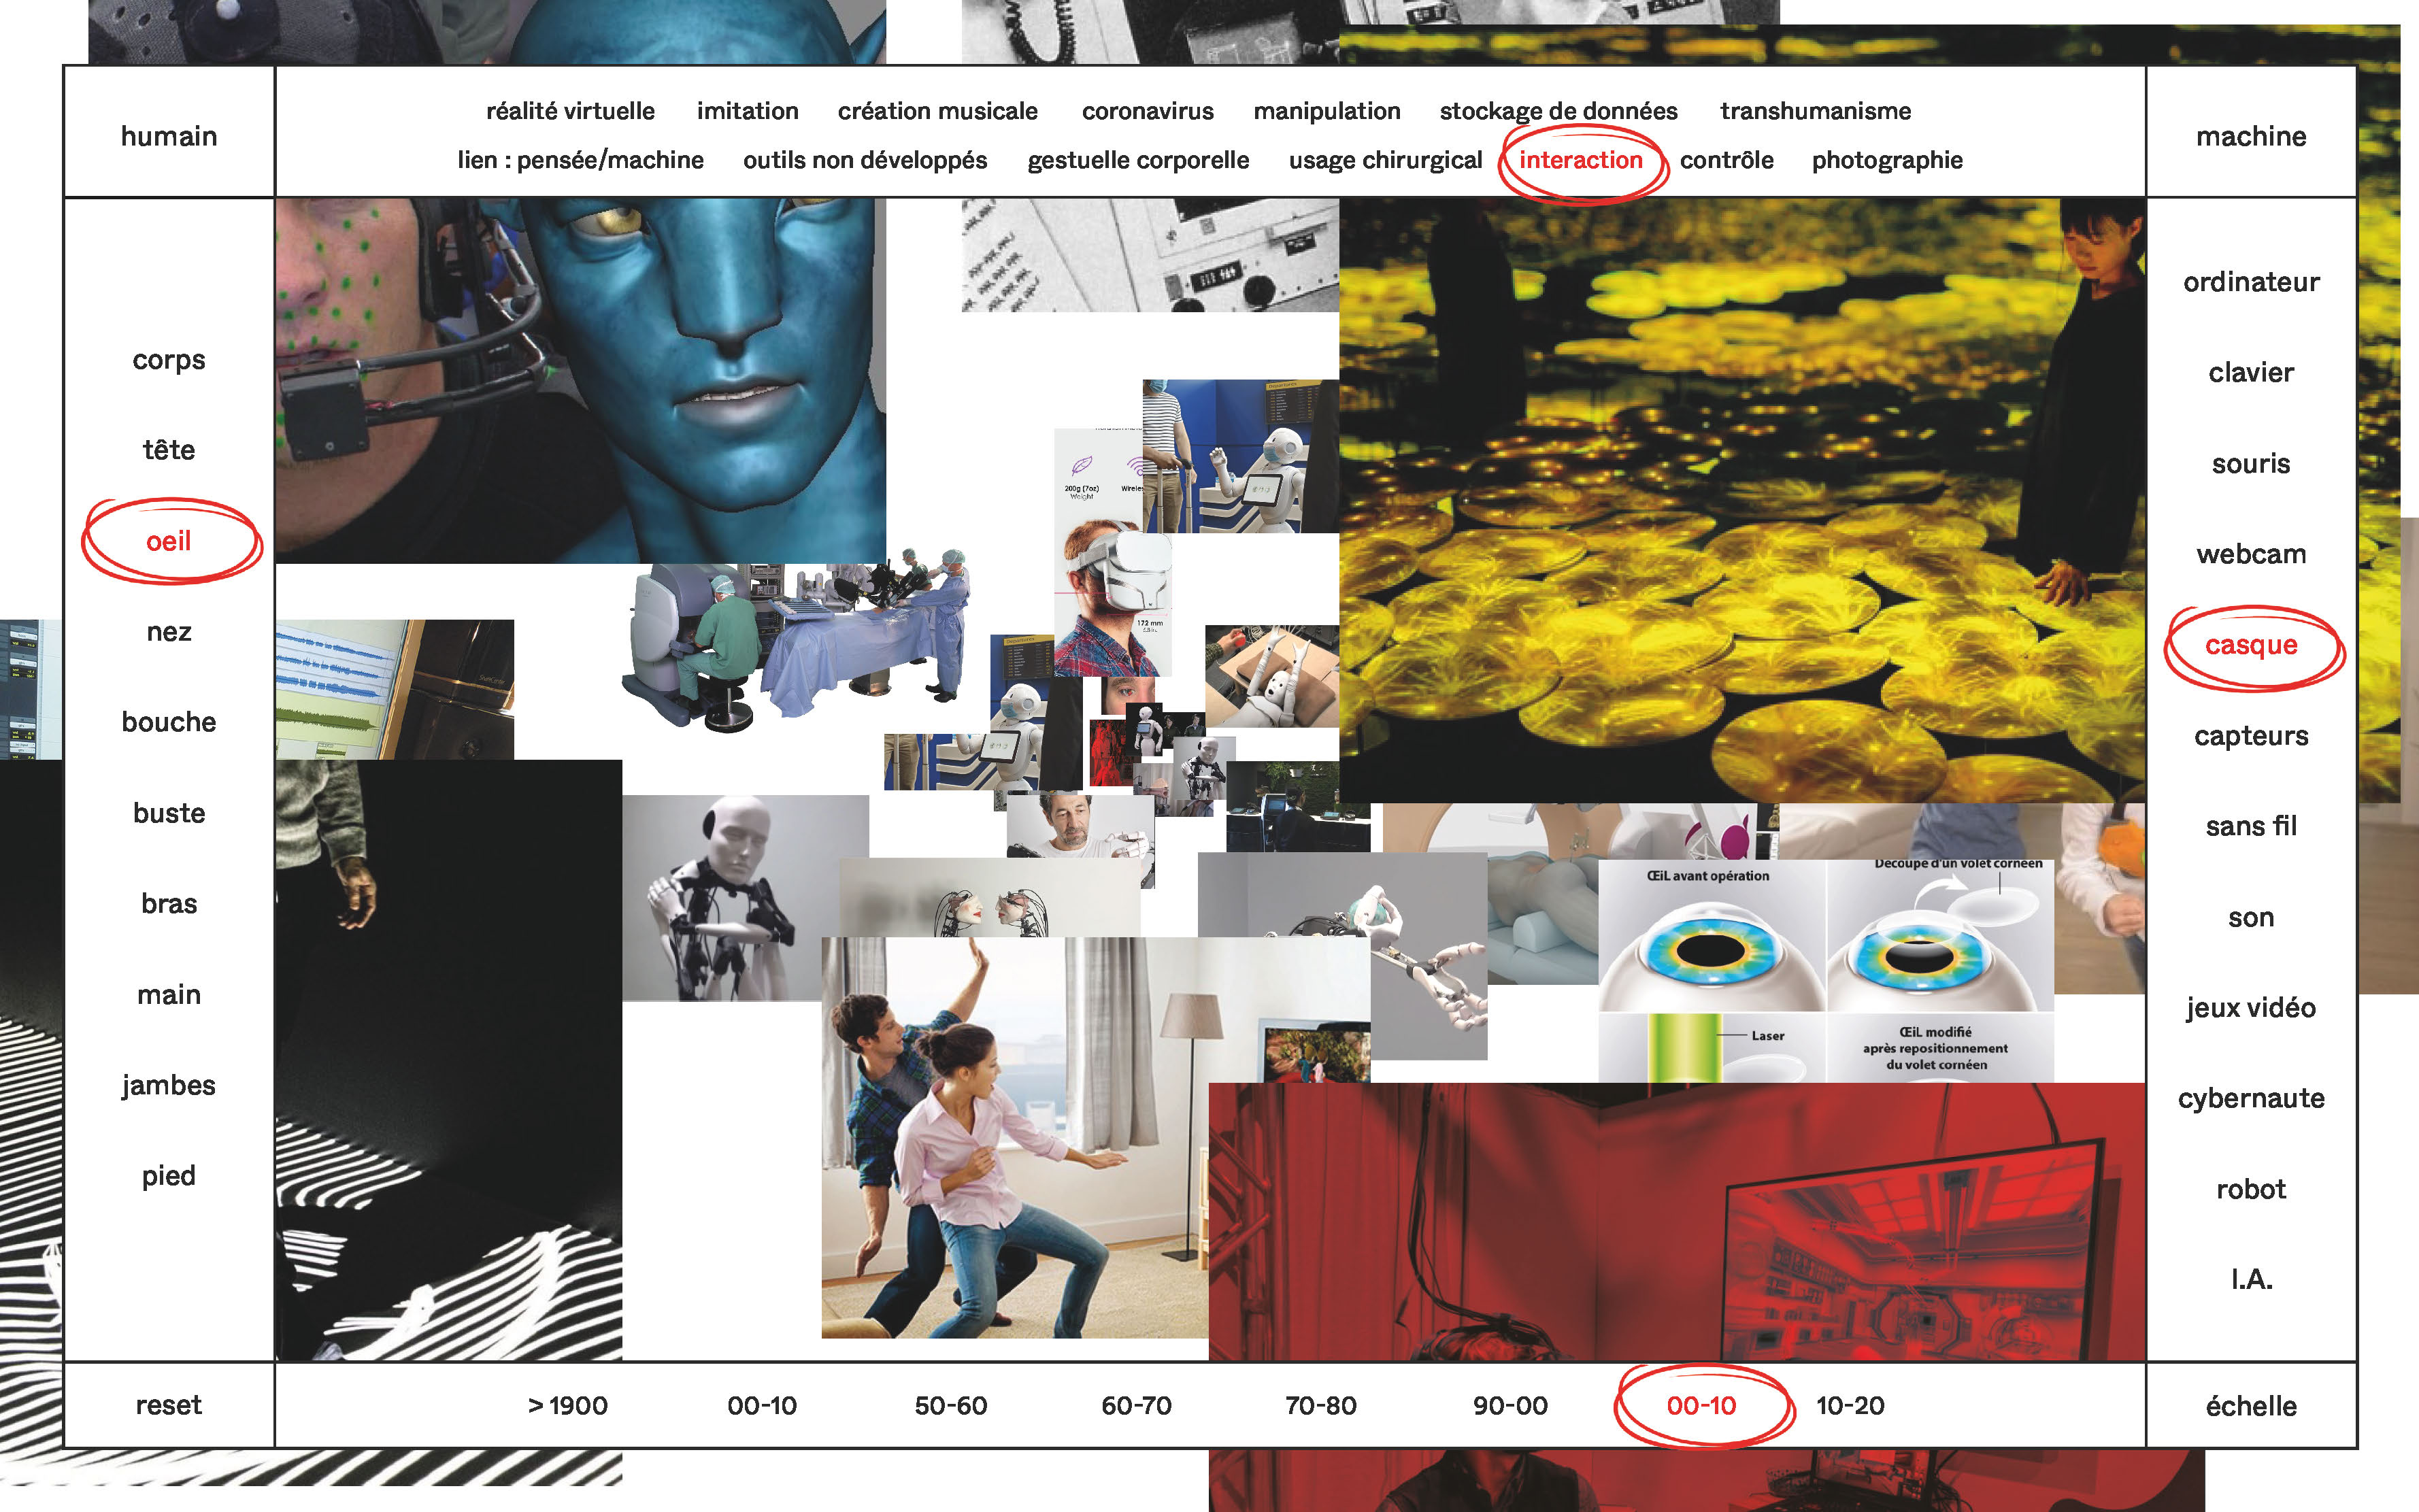 humain
réalité virtuelle imitation création musicale coronavirus manipulation stockage de données transhumanisme
lien : pensée/machine outils non développés gestuelle corporelle usage chirurgical interaction contrôle photographie
machine
corps
tête
oeil
nez
bouche
buste
bras
main
jambes
pied
200g (7oz)
Weight
172 mm
Découpe d'un volet cornéen
ŒiL avant opération
Laser
ŒiL modifié
après repositionnement
du volet cornéen
ordinateur
clavier
souris
webcam
casque
capteurs
sans fil
son
jeux vidéo
cybernaute
robot
I.A.
reset
> 1900 00-10 50-60 60-70 70-80 90-00 00-10 10-20
échelle